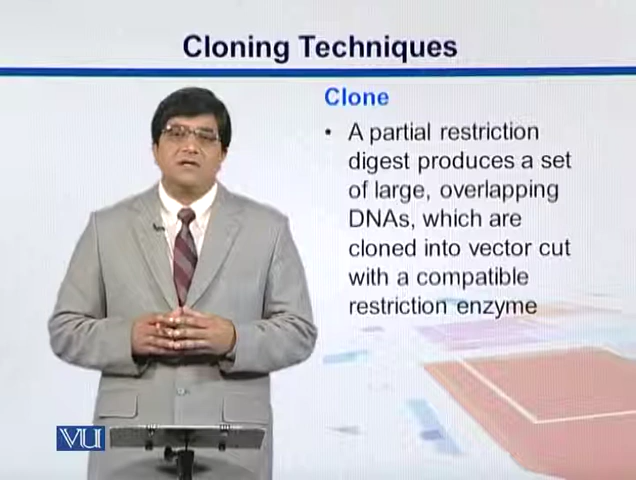 Cloning Techniques
Clone
• A partial restriction
digest produces a set
of large, overlapping
DNAs, which are
cloned into vector cut
with a compatible
restriction enzyme
VU